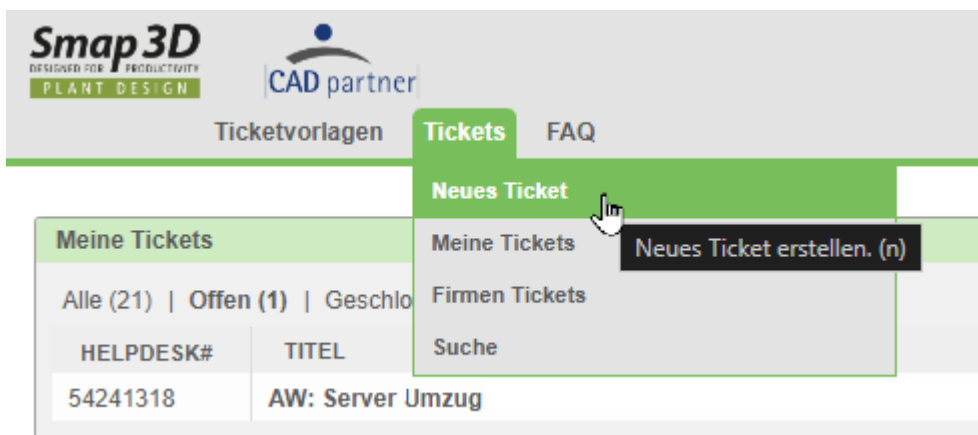 Smap3D
DESIGNED FOR PRODUCTIVITY
PLANT DESIGN
CAD partner
Ticketvorlagen Tickets FAQ
Neues Ticket
Meine Tickets
Neues Ticket erstellen. (n)
Firmen Tickets
Suche
Meine Tickets
Alle (21) | Offen (1) | Geschlo
HELPDESK# TITEL
54241318 AW: Server Umzug